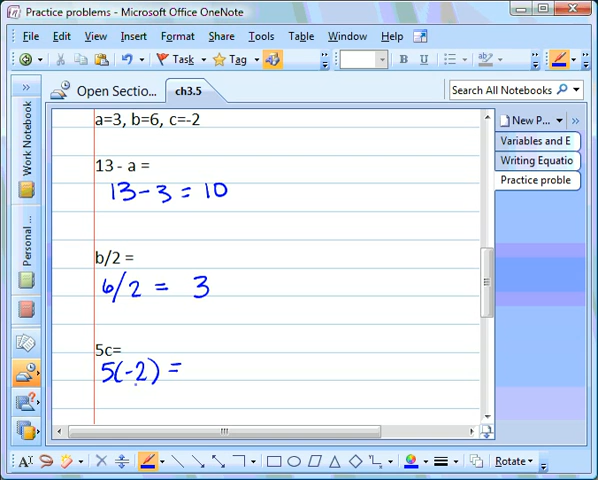 Practice problems - Microsoft Office OneNote
File Edit View Insert Format Share Tools Table Window Help
Back Task Tag B U ab
Open Sectio... ch3.5 Search All Notebooks
Work Notebook
Personal ...
New P...
Variables and E
Writing Equatio
Practice proble
a=3, b=6, c=-2
13 - a =
13 - 3 = 10
b/2 =
6/2 = 3
5c=
5(-2) =
A Rotate